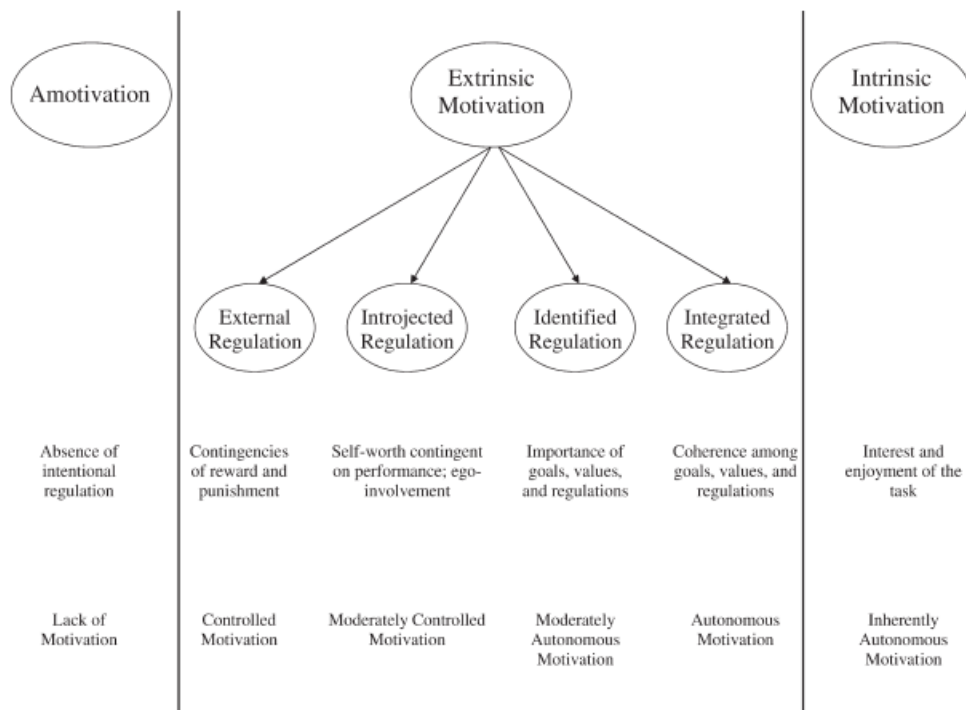 Amotivation
Extrinsic
Motivation
Intrinsic
Motivation
External
Regulation
Introjected
Regulation
Identified
Regulation
Integrated
Regulation
Absence of
intentional
regulation
Contingencies
of reward and
punishment
Self-worth contingent
on performance; ego-
involvement
Importance of
goals, values,
and regulations
Coherence among
goals, values, and
regulations
Interest and
enjoyment of the
task
Lack of
Motivation
Controlled
Motivation
Moderately Controlled
Motivation
Moderately
Autonomous
Motivation
Autonomous
Motivation
Inherently
Autonomous
Motivation